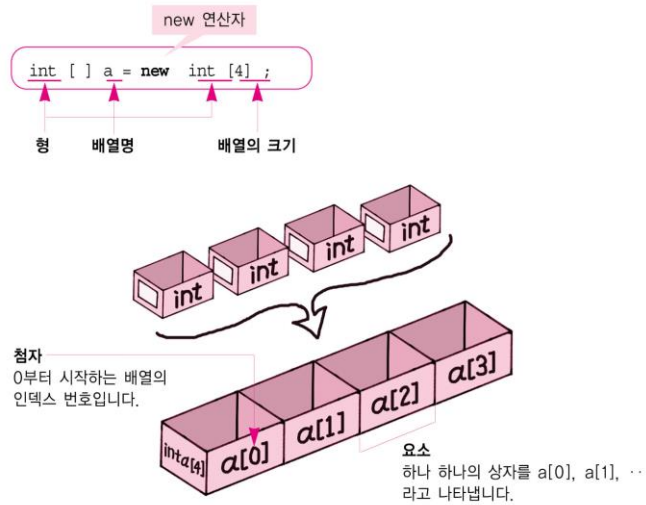 new 연산자
int [ ] a = new int [4] ;
형 배열명 배열의 크기
int int int int
첨자
0부터 시작하는 배열의
인덱스 번호입니다.
int a[4] a[0] a[1] a[2] a[3]
요소
하나 하나의 상자를 a[0], a[1], ··
라고 나타냅니다.